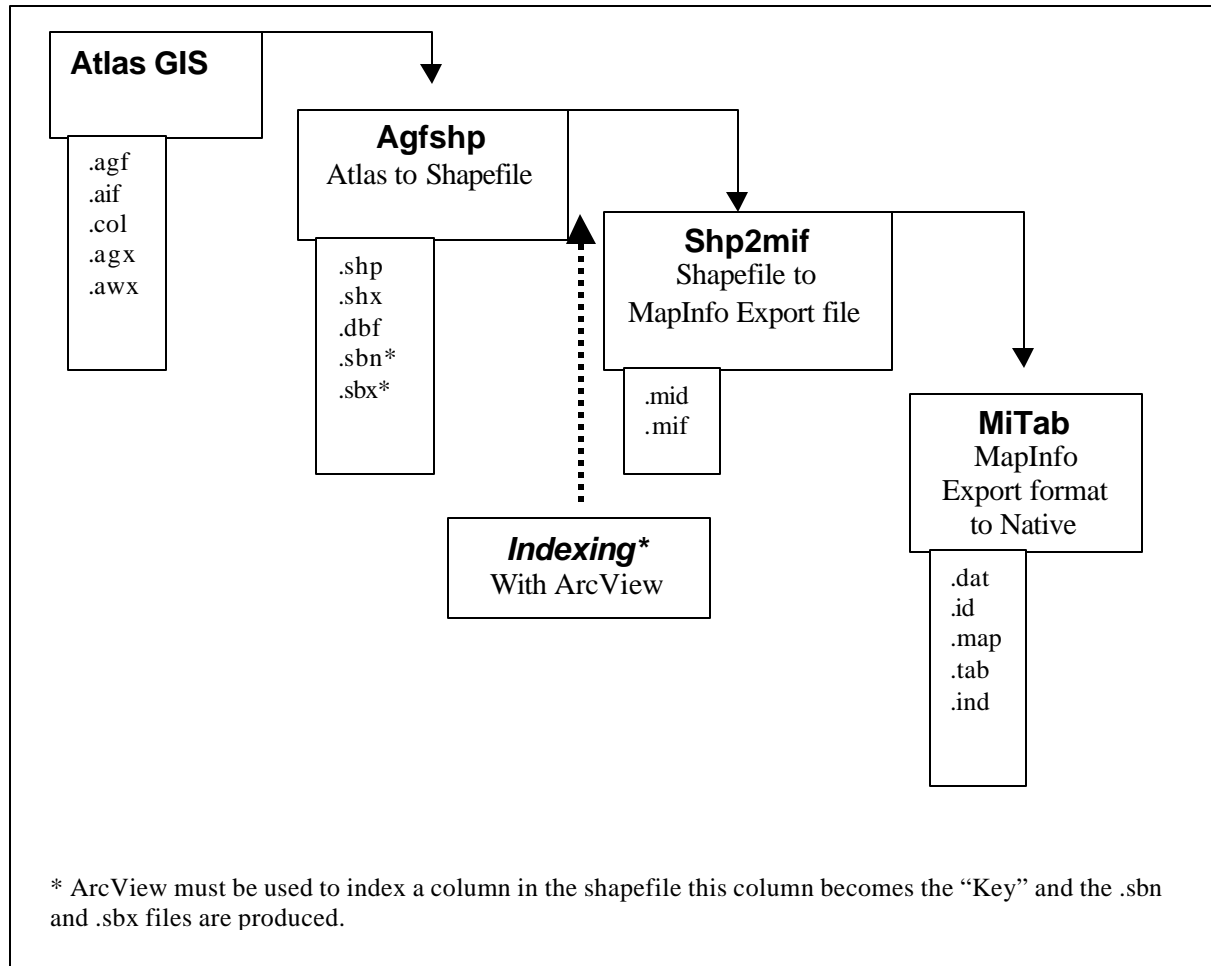 Atlas GIS
.agf
.aif
.col
.agx
.awx
Agfshp
Atlas to Shapefile
.shp
.shx
.dbf
.sbn*
.sbx*
Shp2mif
Shapefile to
MapInfo Export file
.mid
.mif
MiTab
MapInfo
Export format
to Native
.dat
.id
.map
.tab
.ind
Indexing*
With ArcView
* ArcView must be used to index a column in the shapefile this column becomes the “Key” and the .sbn
and .sbx files are produced.